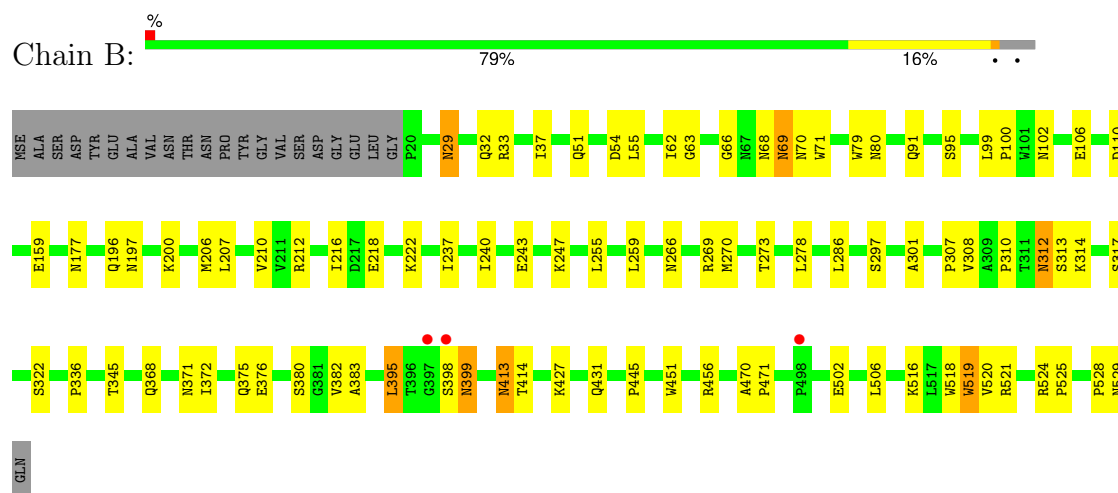 %
Chain B:
79% 16%
MSE ALA SER ASP TYR GLU ALA VAL ASN THR ASN PRO TYR GLY VAL SER ASP GLY GLU LEU GLY P20 N29 Q32 R33 I37 Q51 D54 L55 I62 G63 G66 N67 N68 N69 N70 W71 W79 N80 Q91 S95 L99 P100 W101 N102 E106
E159 N177 Q196 N197 K200 M206 L207 V210 V211 R212 I216 D217 E218 K222 I237 I240 E243 K247 L255 L259 N266 R269 M270 T273 L278 L286 S297 A301 P307 V308 A309 P310 T311 N312 S313 K314
S322 P336 T345 Q368 N371 I372 Q375 E376 S380 G381 V382 A383 L395 T396 G397 S398 N399 N413 T414 K427 Q431 P445 W451 R456 A470 P471 P498 E502 L506 K516 L517 W518 W519 V520 R521 R524 P525 P528
GLN